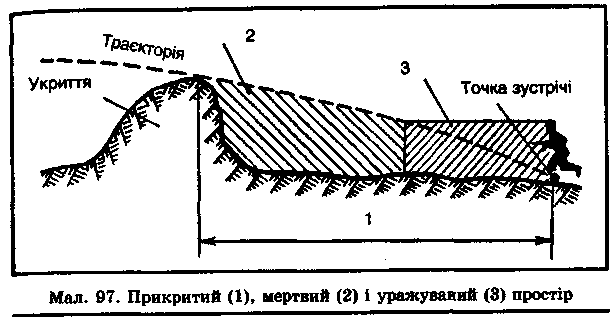 2
Траєкторія
3
Укриття
Точка зустрічі
1
Мал. 97. Прикритий (1), мертвий (2) і уражуваний (3) простір